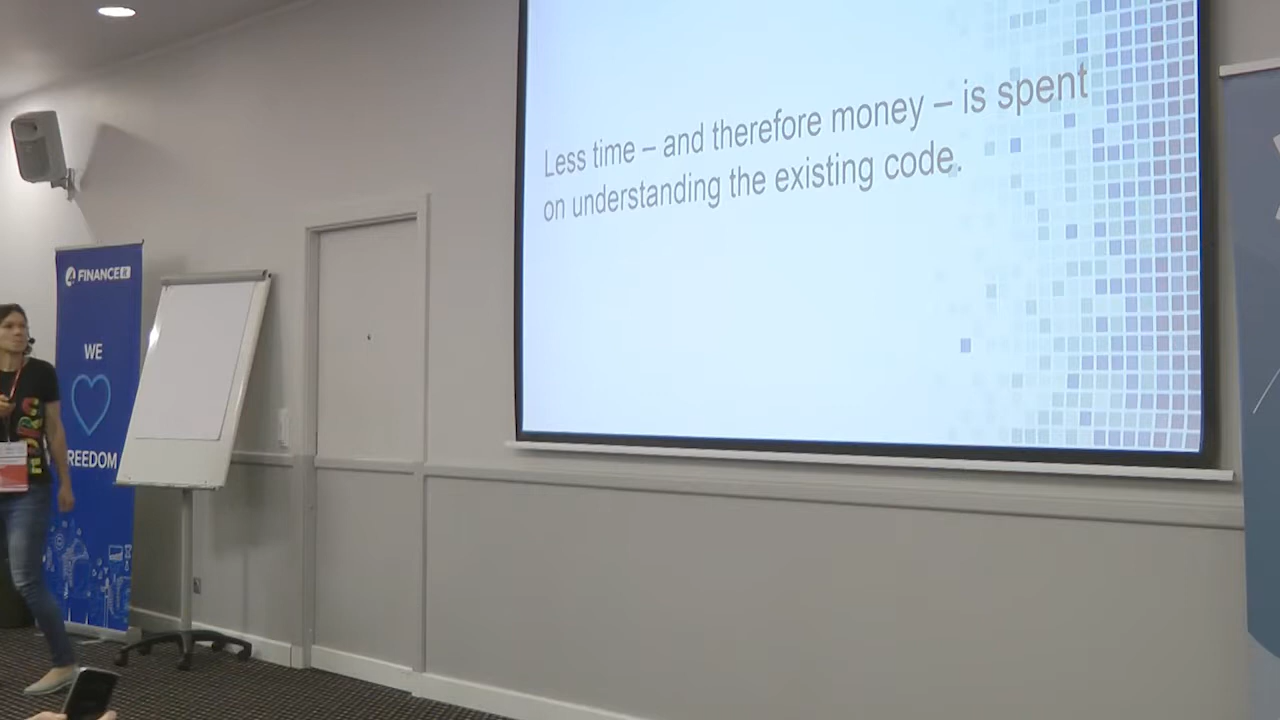 Less time – and therefore money – is spent
on understanding the existing code.
FINANCE
WE
REEDOM